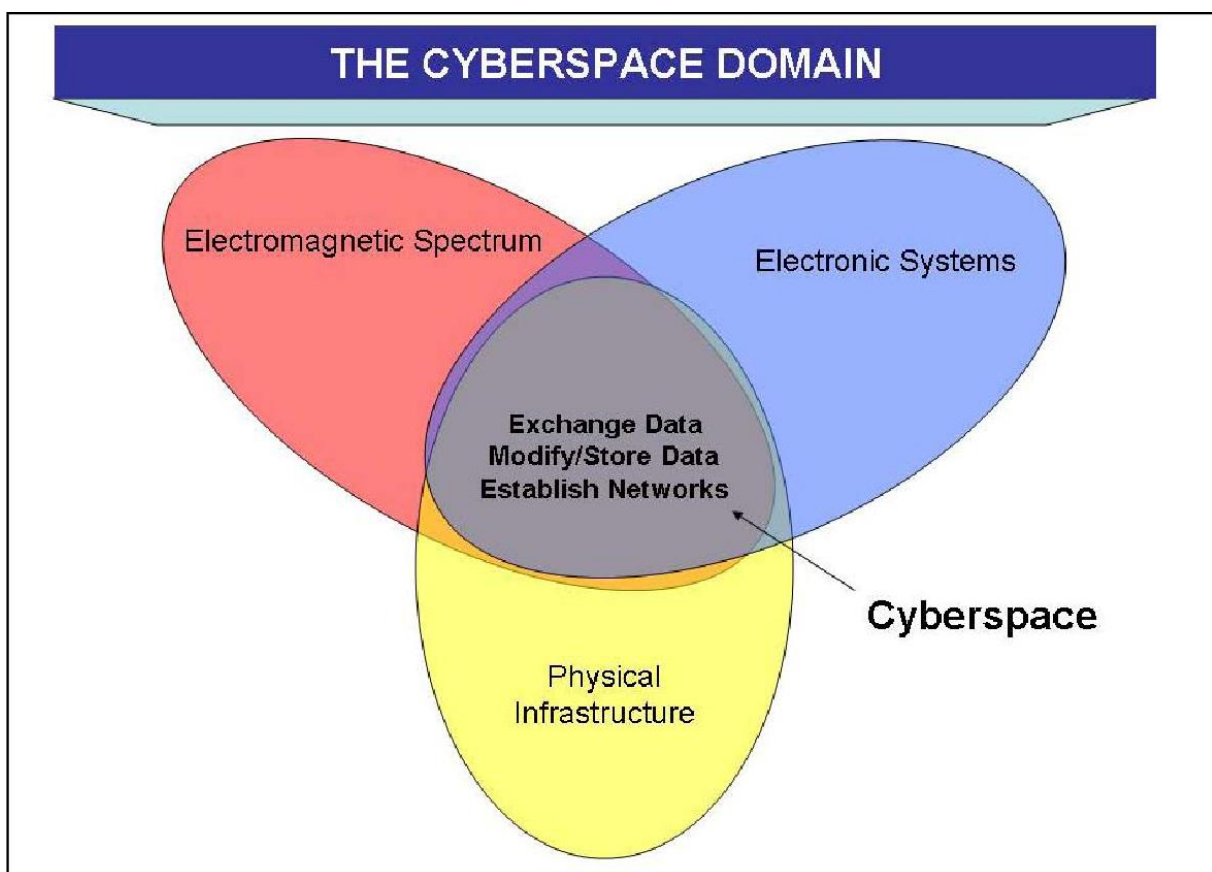 THE CYBERSPACE DOMAIN
Electromagnetic Spectrum
Electronic Systems
Exchange Data
Modify/Store Data
Establish Networks
Cyberspace
Physical
Infrastructure